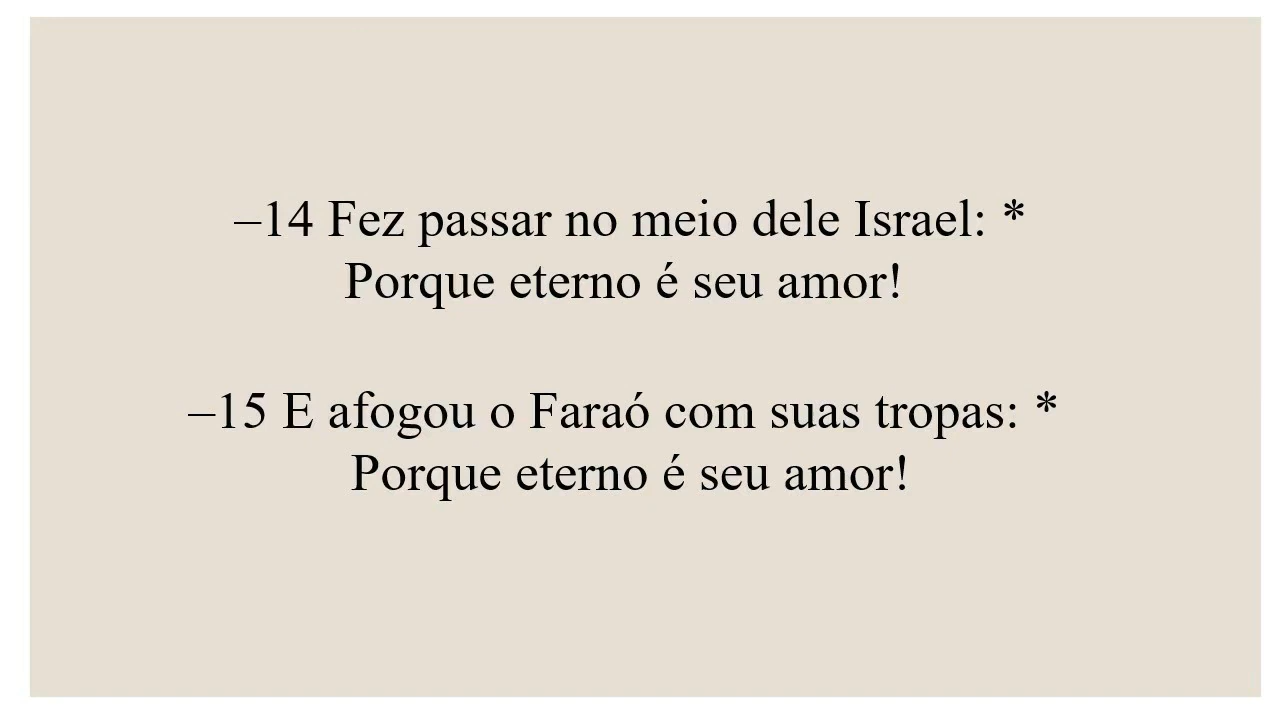 –14 Fez passar no meio dele Israel: *
Porque eterno é seu amor!
–15 E afogou o Faraó com suas tropas: *
Porque eterno é seu amor!